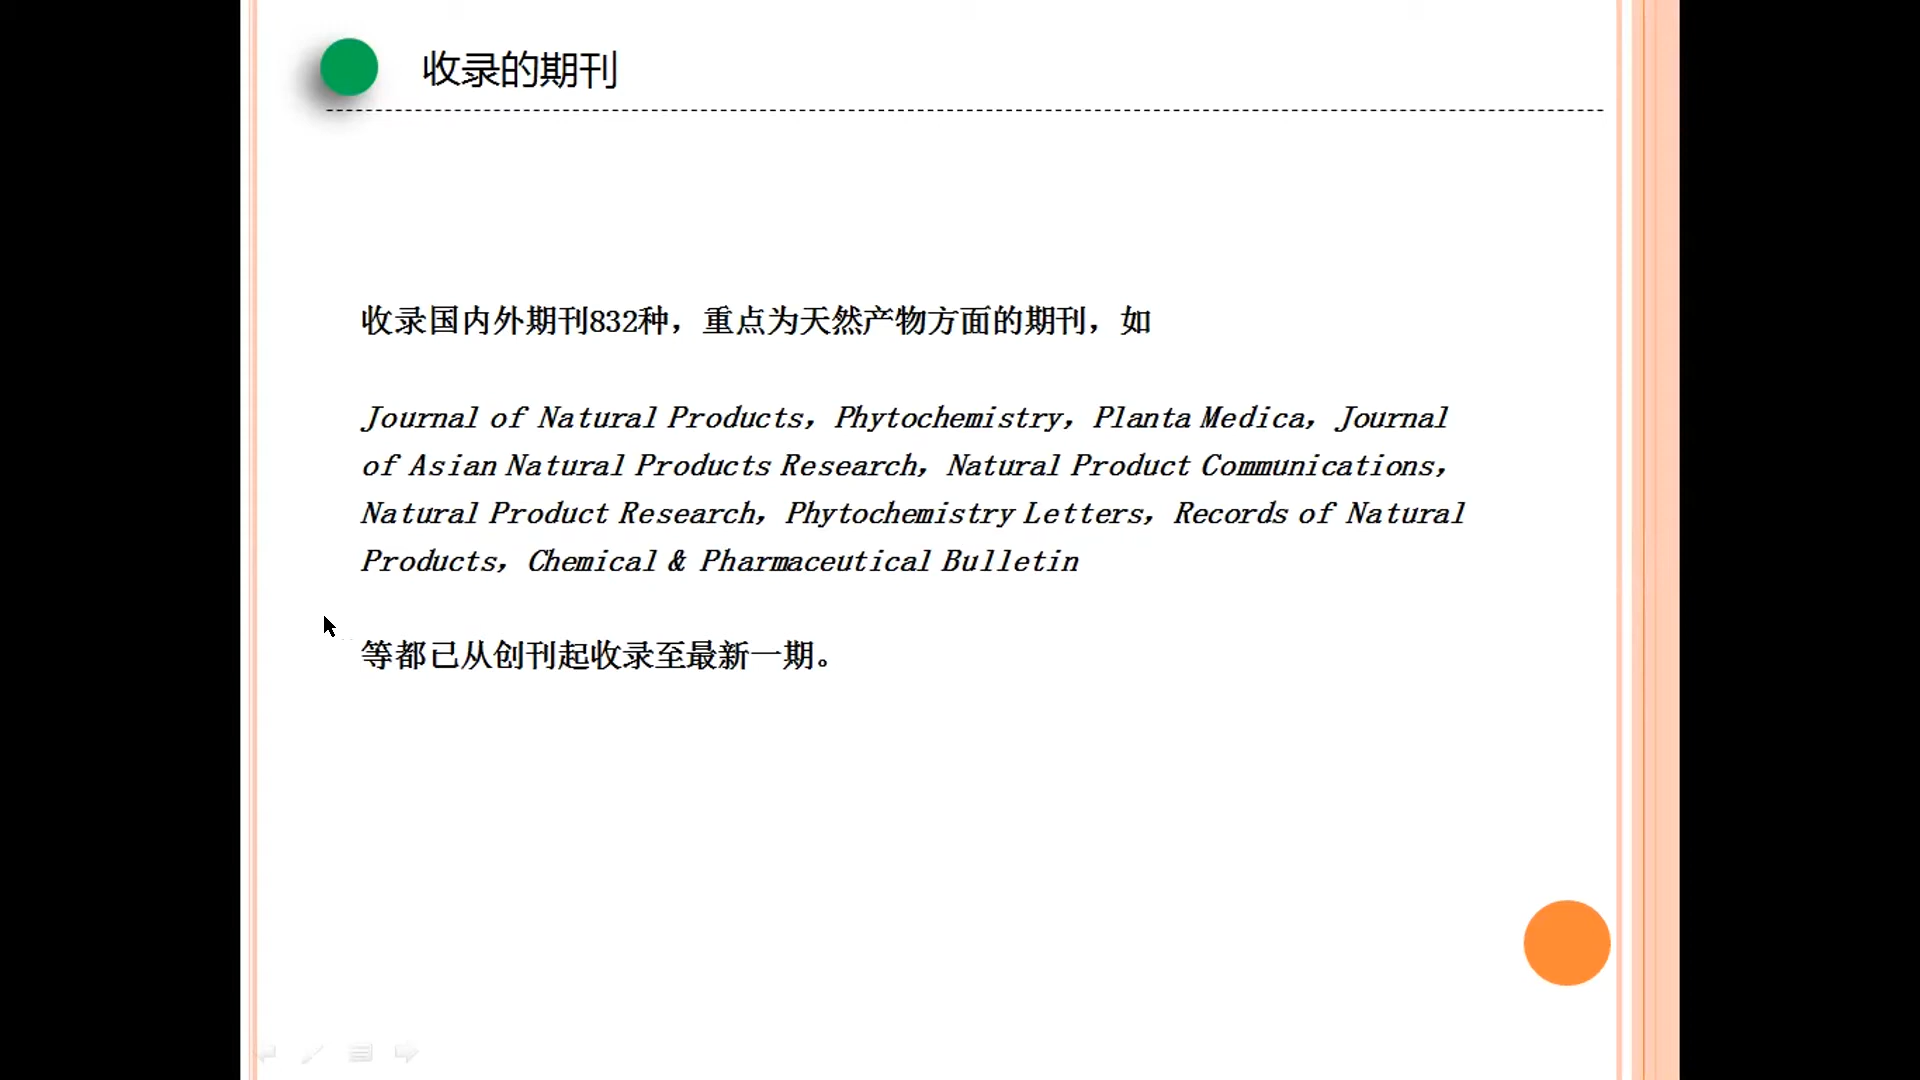 收录的期刊
收录国内外期刊832种，重点为天然产物方面的期刊，如
Journal of Natural Products，Phytochemistry，Planta Medica，Journal
of Asian Natural Products Research，Natural Product Communications，
Natural Product Research，Phytochemistry Letters，Records of Natural
Products，Chemical & Pharmaceutical Bulletin
等都已从创刊起收录至最新一期。